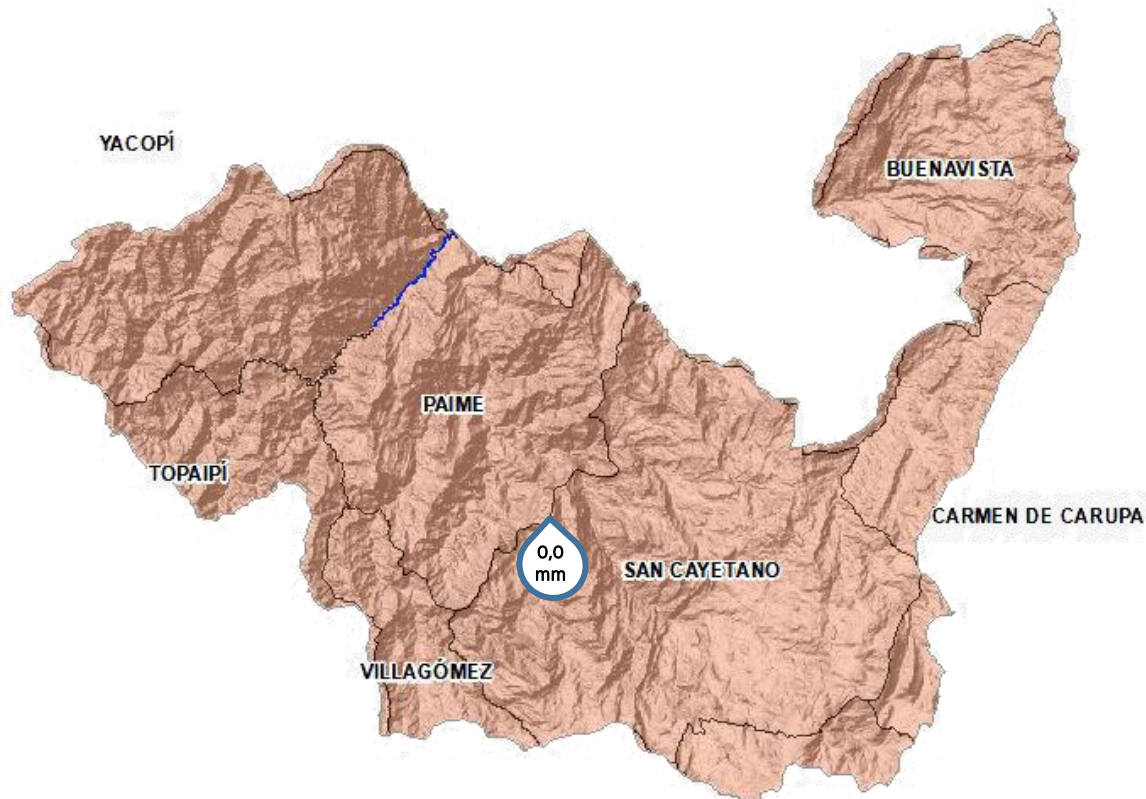 YACOPÍ
BUENAVISTA
PAIME
TOPAIPÍ
CARMEN DE CARUPA
0,0
mm
SAN CAYETANO
VILLAGÓMEZ